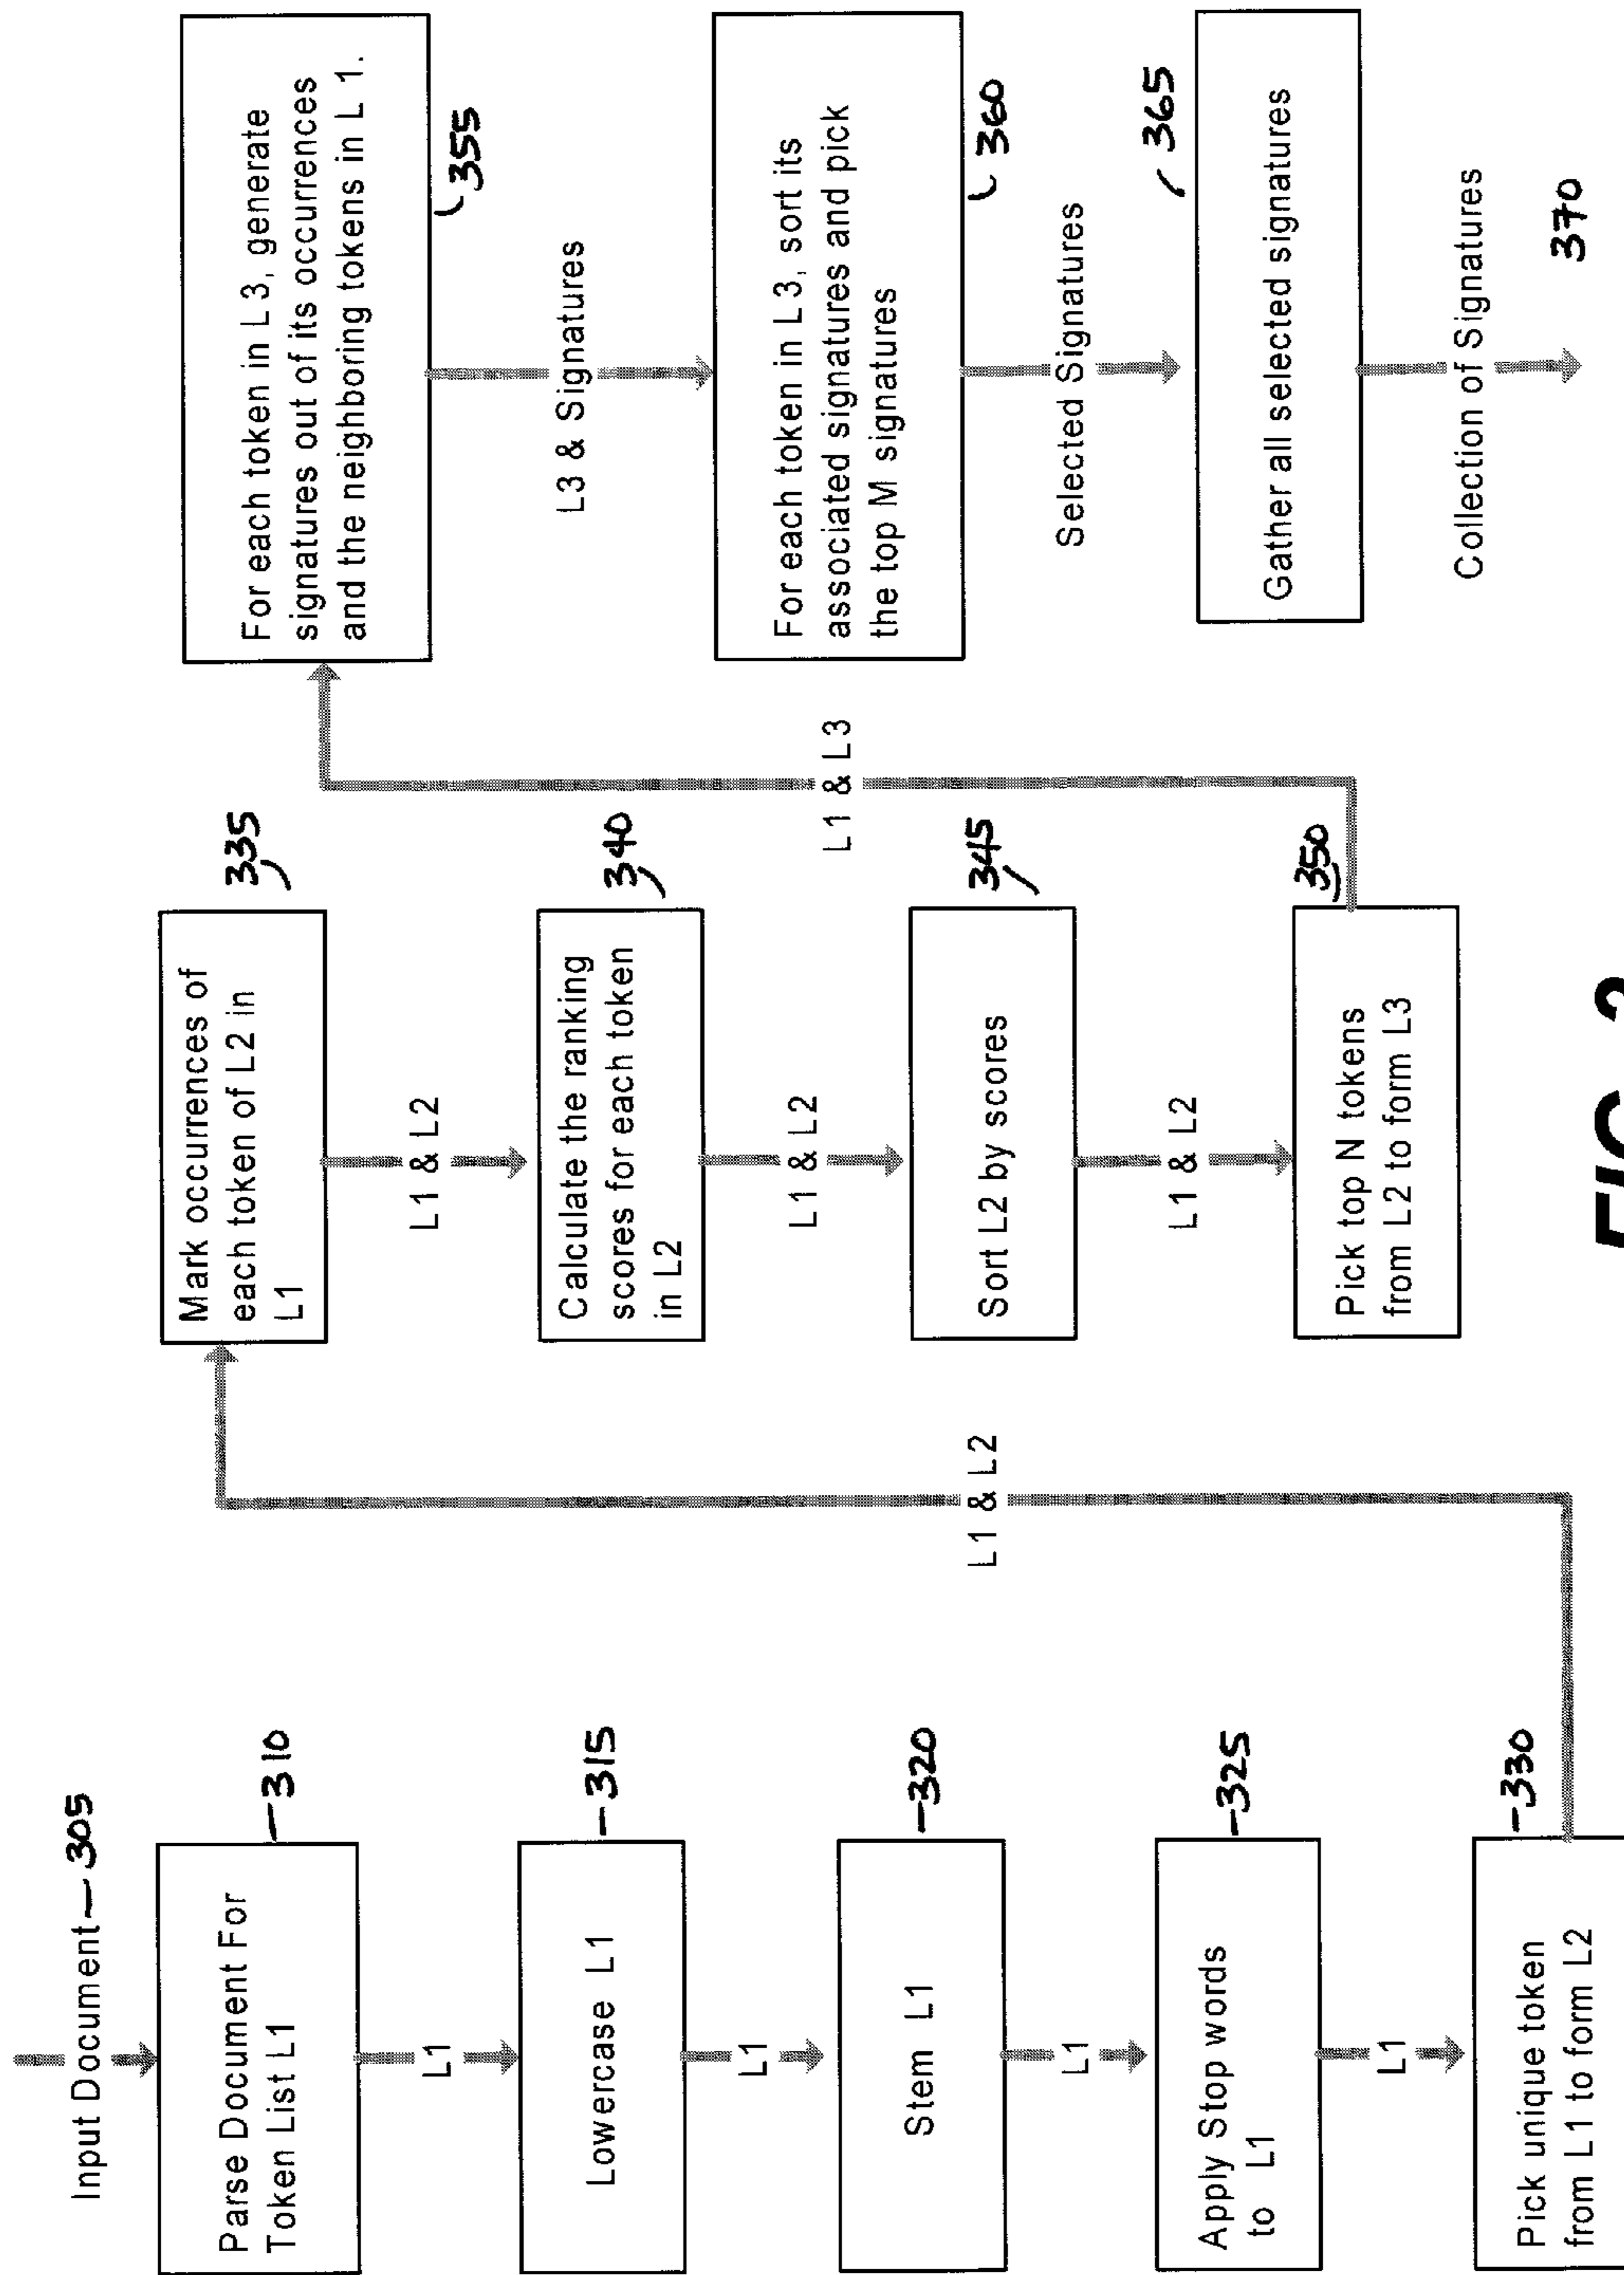 Input Document 305
Parse Document For
Token List L1
310
L1
Lowercase L1
315
L1
Stem L1
320
L1
Apply Stop words
to L1
325
L1
Pick unique token
from L1 to form L2
330
L1 & L2
Mark occurrences of
each token of L2 in
L1
335
L1 & L2
Calculate the ranking
scores for each token
in L2
340
L1 & L2
Sort L2 by scores
345
L1 & L2
Pick top N tokens
from L2 to form L3
350
L1 & L3
For each token in L 3, generate
signatures out of its occurrences
and the neighboring tokens in L 1.
355
L3 & Signatures
For each token in L 3, sort its
associated signatures and pick
the top M signatures
360
Selected Signatures
365
Gather all selected signatures
Collection of Signatures
370
FIG.